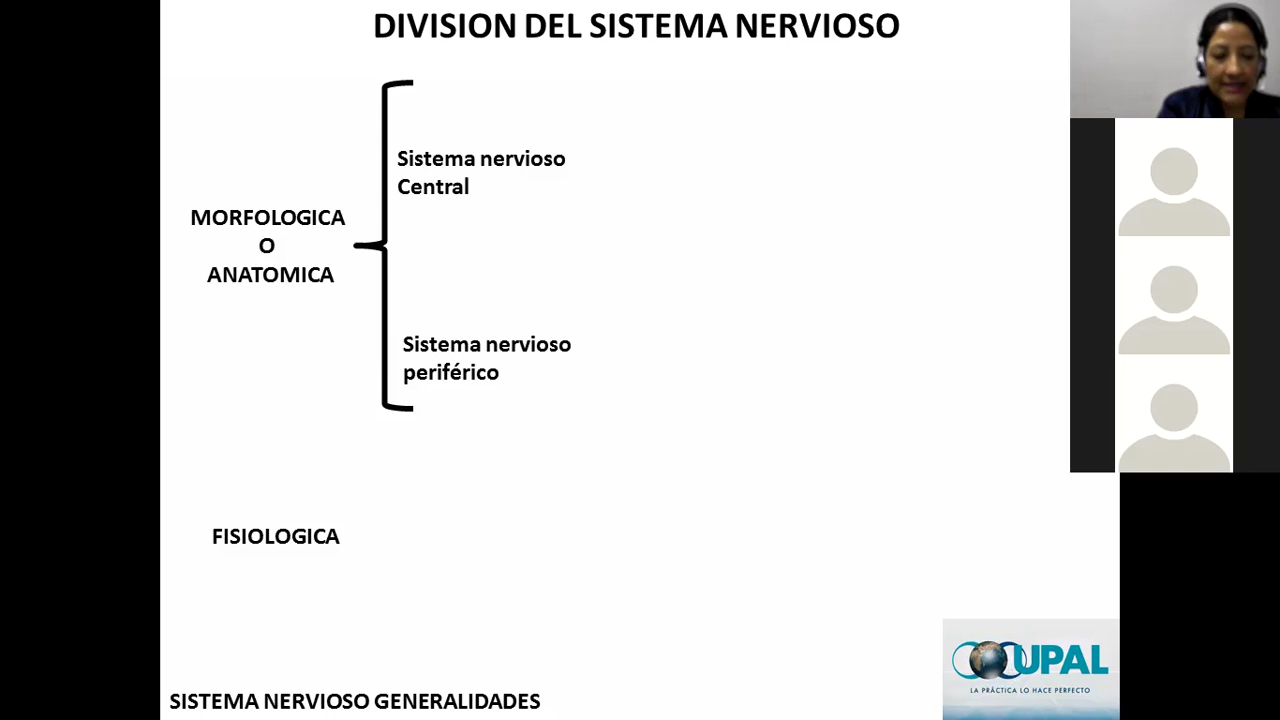 DIVISION DEL SISTEMA NERVIOSO
MORFOLOGICA
O
ANATOMICA
Sistema nervioso
Central
Sistema nervioso
periférico
FISIOLOGICA
UPAL
LA PRÁCTICA LO HACE PERFECTO
SISTEMA NERVIOSO GENERALIDADES